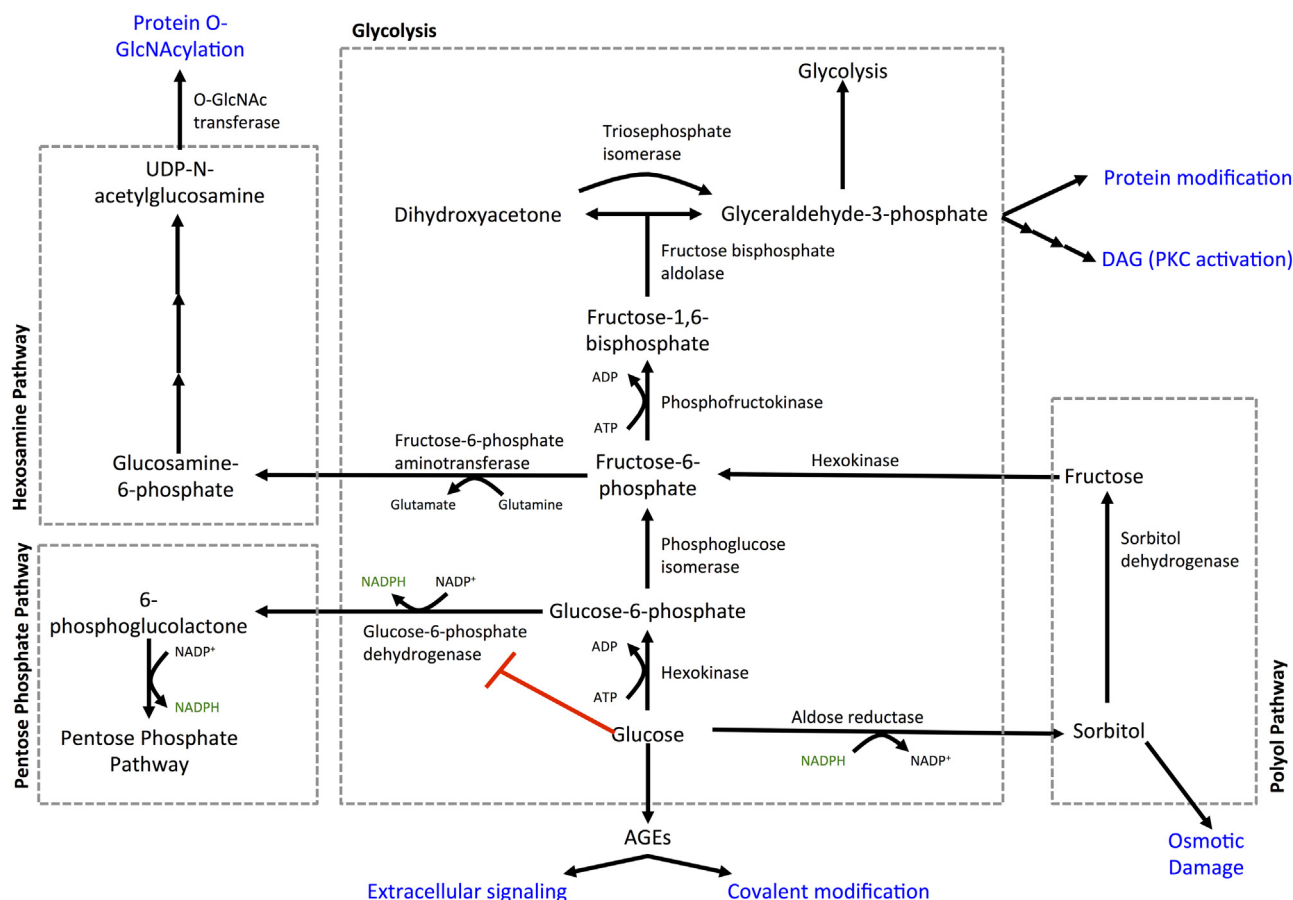 Protein O-
GlcNAcylation
O-GlcNAc
transferase
Glycolysis
Glycolysis
Triosephosphate
isomerase
UDP-N-
acetylglucosamine
Dihydroxyacetone
Glyceraldehyde-3-phosphate
Protein modification
DAG (PKC activation)
Fructose bisphosphate
aldolase
Fructose-1,6-
bisphosphate
ADP
ATP
Phosphofructokinase
Hexosamine Pathway
Glucosamine-
6-phosphate
Fructose-6-phosphate
aminotransferase
Glutamate
Glutamine
Fructose-6-
phosphate
Hexokinase
Fructose
Sorbitol
dehydrogenase
Phosphoglucose
isomerase
Pentose Phosphate Pathway
6-
phosphoglucolactone
NADP+
NADPH
Pentose Phosphate
Pathway
NADPH
NADP+
Glucose-6-phosphate
dehydrogenase
Glucose-6-phosphate
ADP
ATP
Hexokinase
Glucose
Aldose reductase
NADPH
NADP+
Sorbitol
Polyol Pathway
Osmotic
Damage
AGEs
Extracellular signaling
Covalent modification